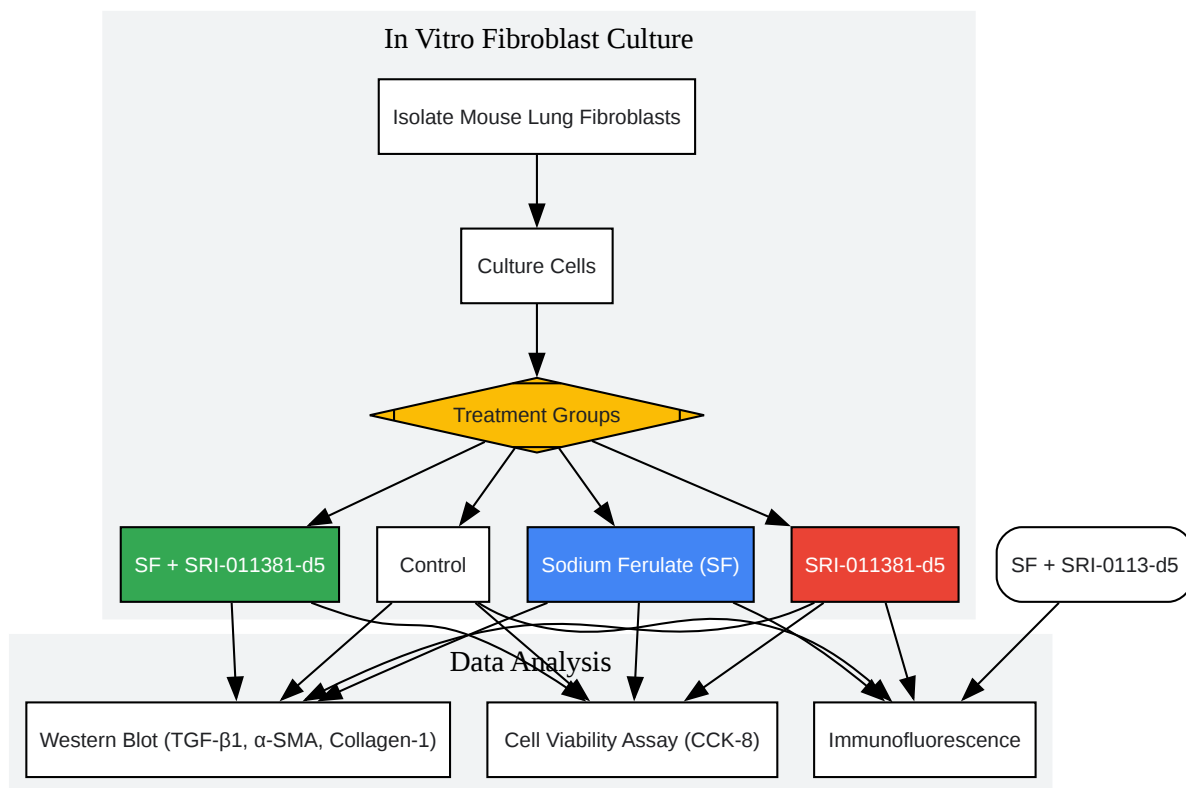 In Vitro Fibroblast Culture
Isolate Mouse Lung Fibroblasts
Culture Cells
Treatment Groups
SF + SRI-011381-d5
Control
Sodium Ferulate (SF)
SRI-011381-d5
SF + SRI-0113-d5
Data Analysis
Western Blot (TGF-β1, α-SMA, Collagen-1)
Cell Viability Assay (CCK-8)
Immunofluorescence